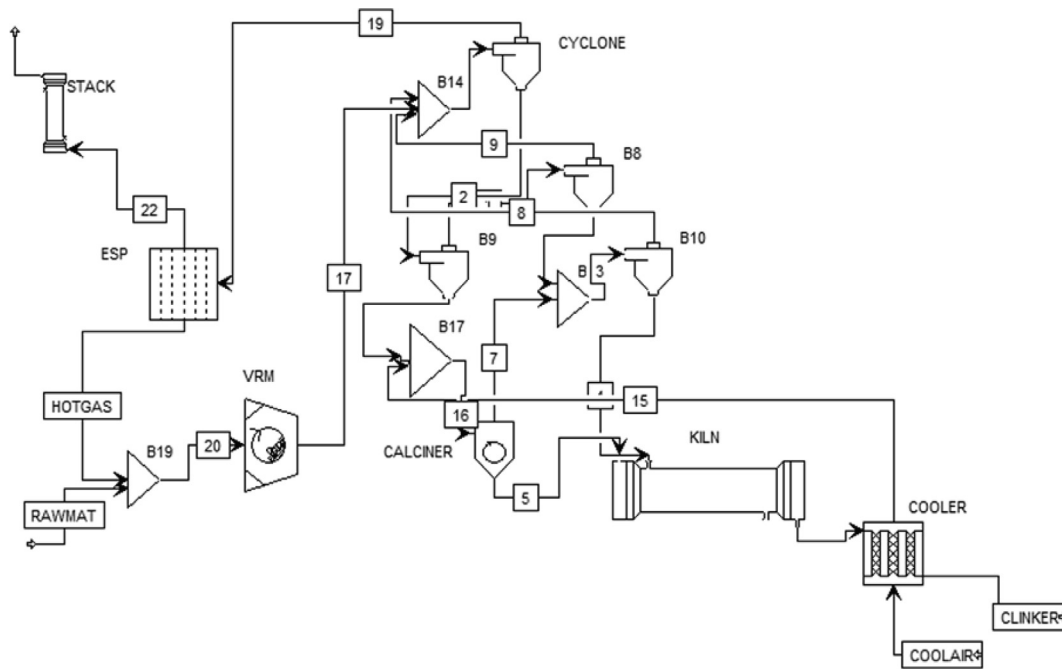 19
CYCLONE
B14
STACK
9
B8
2
8
22
B9
B10
ESP
17
B 3
B17
7
VRM
HOTGAS
15
16
KILN
B19
20
CALCINER
5
COOLER
RAWMAT
CLINKER
COOLAIR